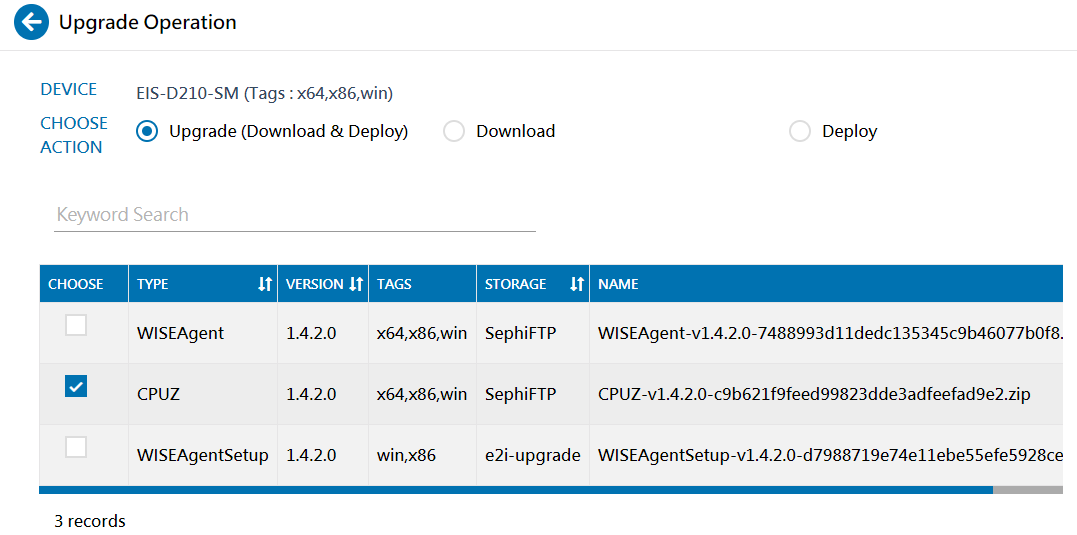 Upgrade Operation
DEVICE EIS-D210-SM (Tags : x64,x86,win)
CHOOSE ACTION Upgrade (Download & Deploy) Download Deploy
Keyword Search
CHOOSE TYPE VERSION TAGS STORAGE NAME
WISEAgent 1.4.2.0 x64,x86,win SephiFTP WISEAgent-v1.4.2.0-7488993d11dedc135345c9b46077b0f8.
CPUZ 1.4.2.0 x64,x86,win SephiFTP CPUZ-v1.4.2.0-c9b621f9feed99823dde3adfeefad9e2.zip
WISEAgentSetup 1.4.2.0 win,x86 e2i-upgrade WISEAgentSetup-v1.4.2.0-d7988719e74e11ebe55efe5928ce
3 records